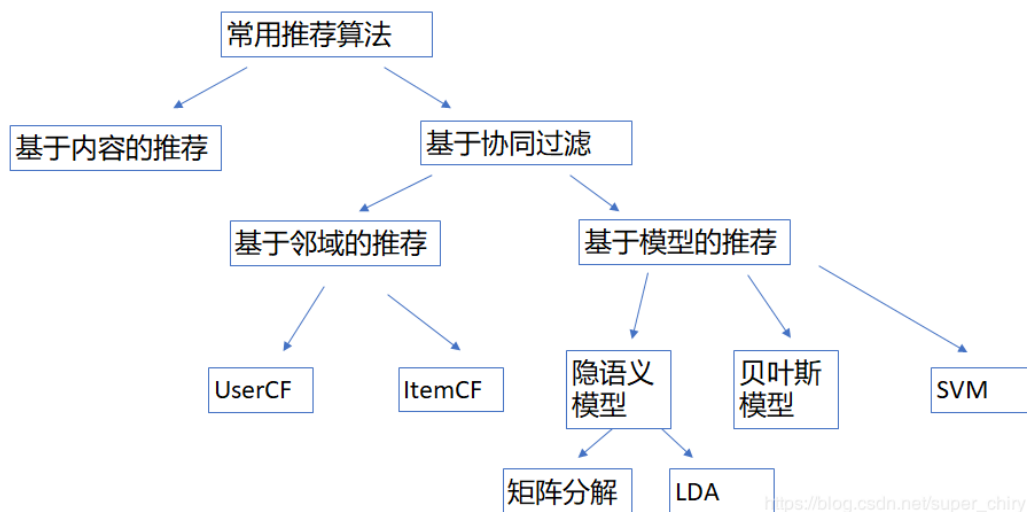 常用推荐算法
基于内容的推荐
基于协同过滤
基于邻域的推荐
基于模型的推荐
UserCF
ItemCF
隐语义
模型
贝叶斯
模型
SVM
矩阵分解
LDA
https://blog.csdn.net/super_chiry